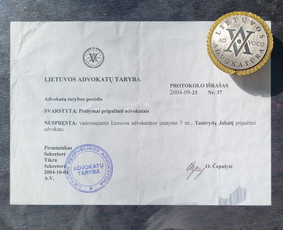 LIETUVOS ADVOKATŲ TARYBA
PROTOKOLO IŠRAŠAS
2004-09-23 Nr. 37
Advokatų tarybos posėdis
SVARSTYTA. Prašymai pripažinti advokatais
NUSPRĘSTA: vadovaujantis Lietuvos advokatūros įstatymo 7 str., Tautvydą Jakutį pripažinti
advokatu.
Pirmininkas
Sekretorė
Tikra
Sekretorė
2004-10-04
A.V.
O. Čepulytė
ADVOKATŲ
TARYBA
LIETUVOS
ADVOKATŪRA